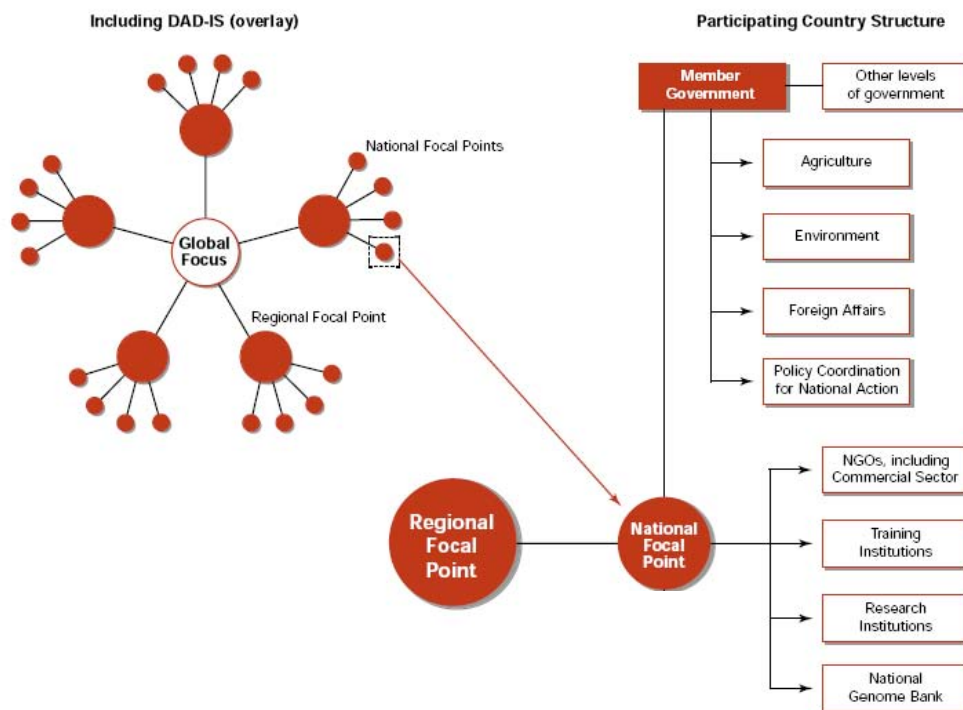 Including DAD-IS (overlay)
National Focal Points
Global
Focus
Regional Focal Point
Participating Country Structure
Member
Government
Other levels
of government
Agriculture
Environment
Foreign Affairs
Policy Coordination
for National Action
Regional
Focal
Point
National
Focal
Point
NGOs, including
Commercial Sector
Training
Institutions
Research
Institutions
National
Genome Bank